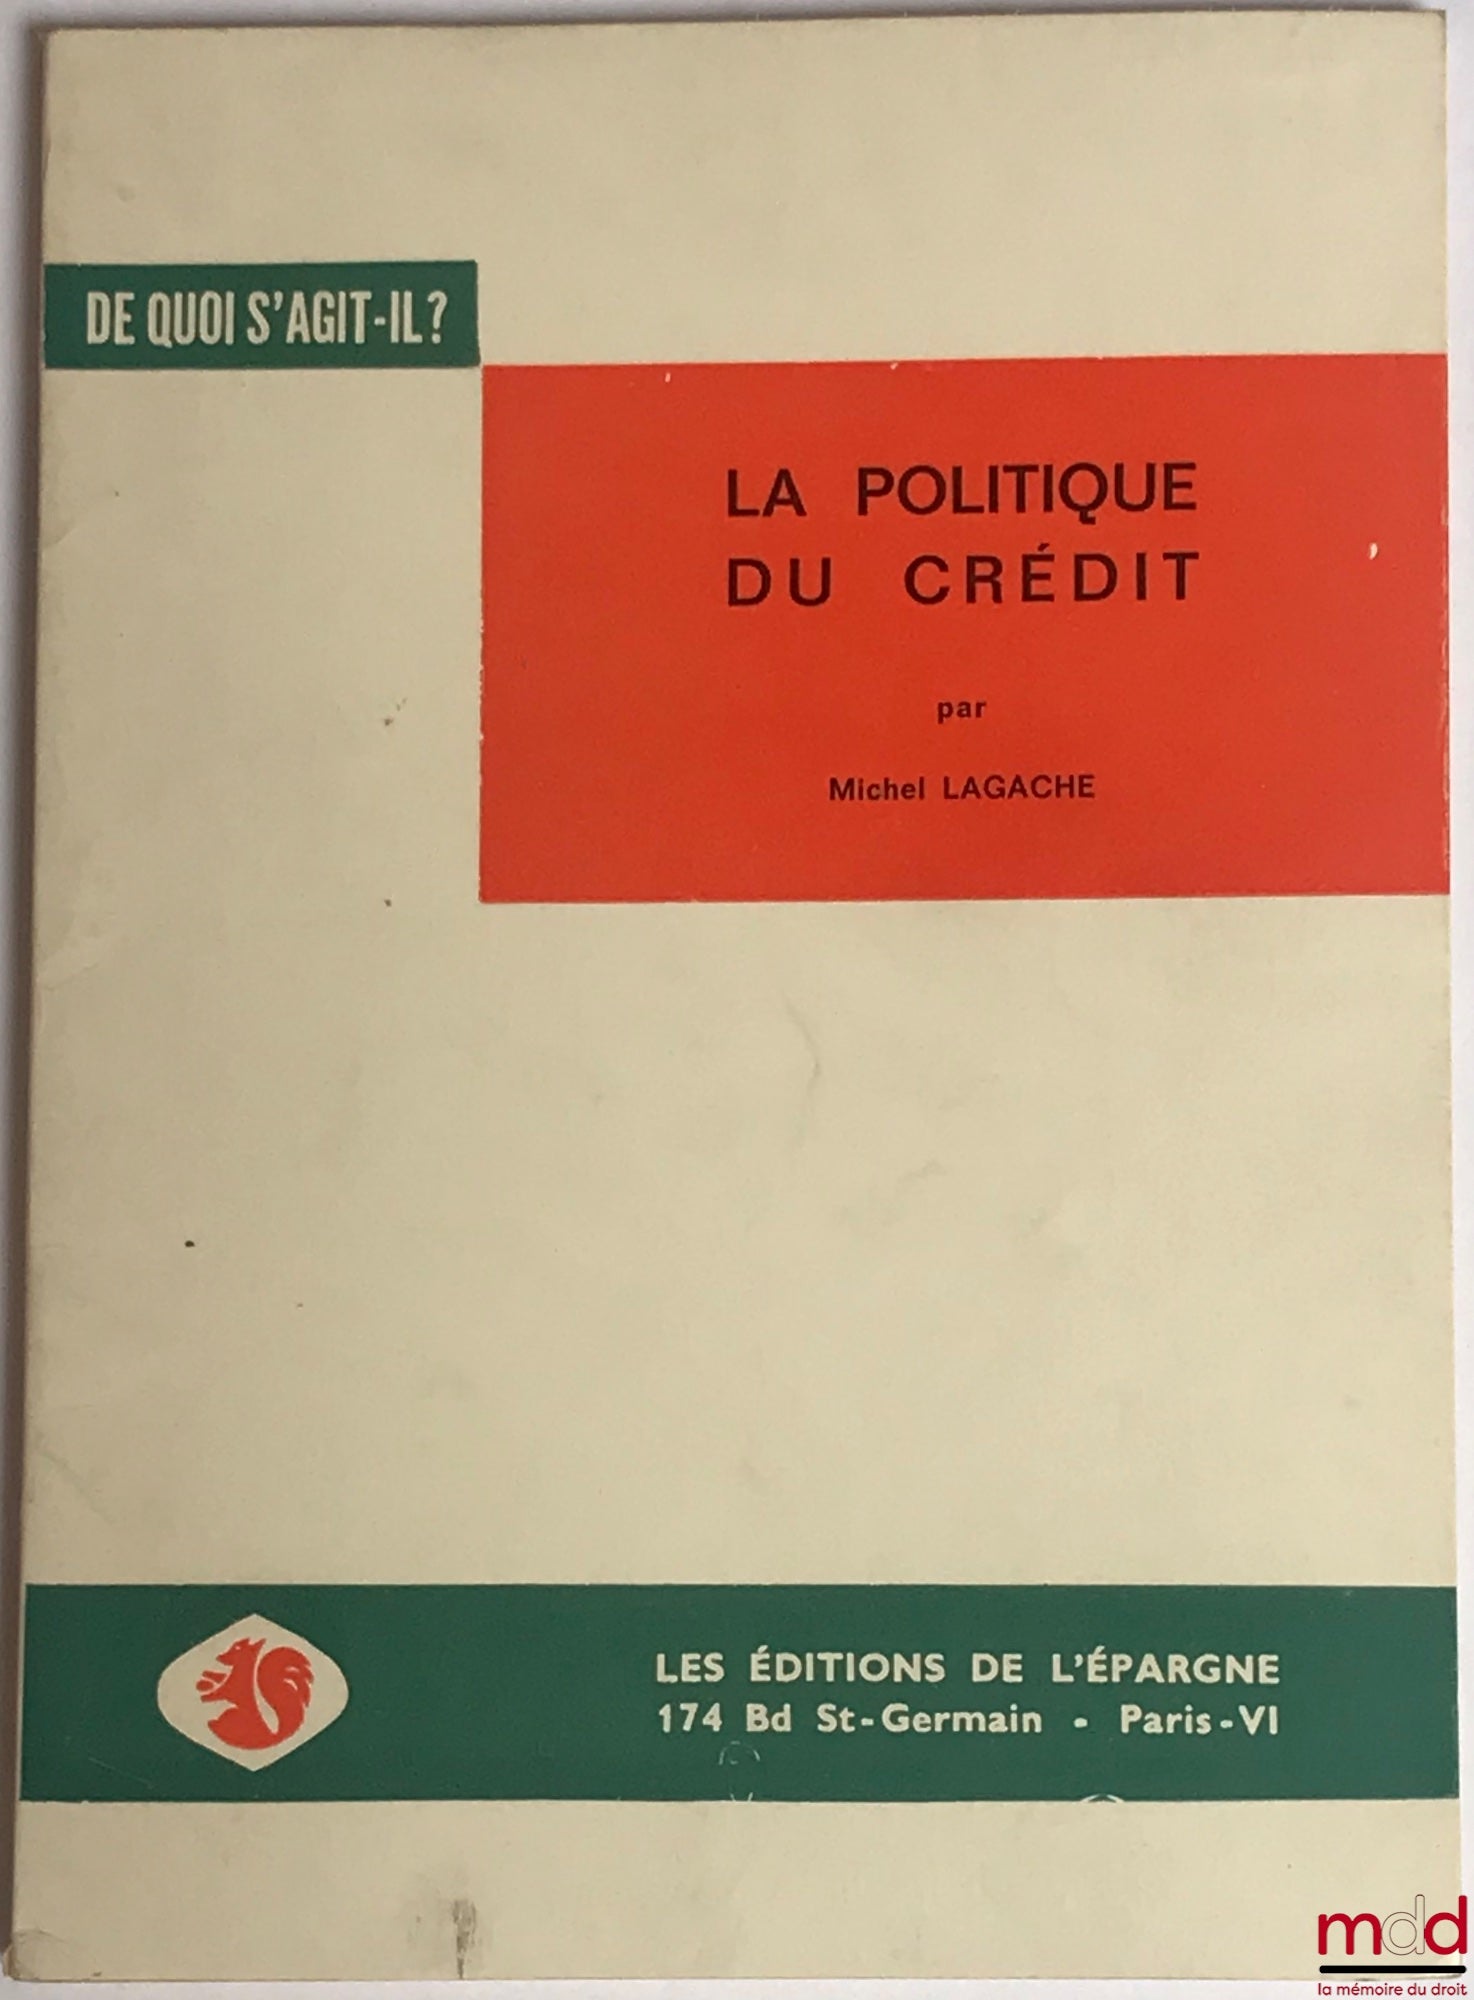 DE QUOI S'AGIT-IL?
LA POLITIQUE
DU CRÉDIT
par
Michel LAGACHE
LES ÉDITIONS DE L'ÉPARGNE
174 Bd St-Germain - Paris-VI
mdd
la mémoire du droit